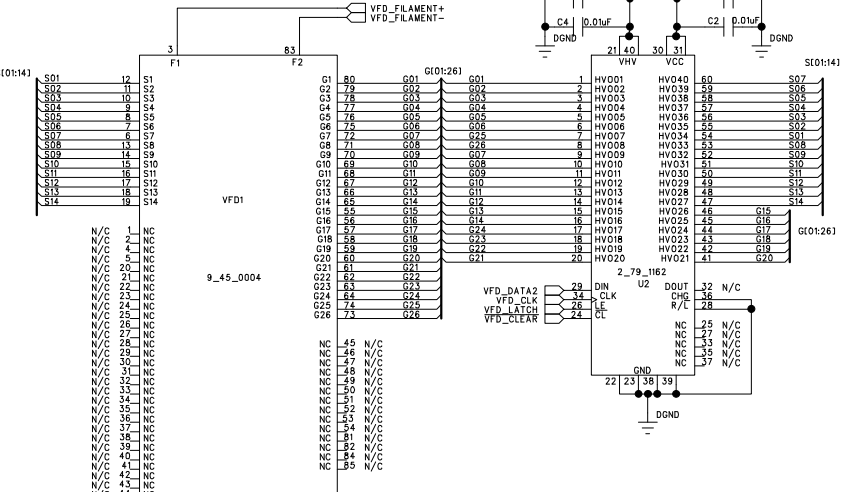 VFD_FILAMENT+
VFD_FILAMENT-
C4 0.01uF
DGND
C2 0.01uF
DGND
3 83
F1 F2
21 40 30 31
VHV VCC
S[01:14]
G[01:26]
S[01:14]
S01 12 S1 G1 80 G01 G01 1 HVO01 HVO40 60 S07
S02 11 S2 G2 79 G02 G02 2 HVO02 HVO39 59 S06
S03 10 S3 G3 78 G03 G03 3 HVO03 HVO38 58 S05
S04 9 S4 G4 77 G04 G04 4 HVO04 HVO37 57 S04
S05 8 S5 G5 76 G05 G05 5 HVO05 HVO36 56 S03
S06 7 S6 G6 75 G06 G06 6 HVO06 HVO35 55 S02
S07 6 S7 G7 72 G07 G25 7 HVO07 HVO34 54 S01
S08 13 S8 G8 71 G08 G26 8 HVO08 HVO33 53 S08
S09 14 S9 G9 70 G09 G07 9 HVO09 HVO32 52 S09
S10 15 S10 G10 69 G10 G08 10 HVO10 HVO31 51 S10
S11 16 S11 G11 68 G11 G09 11 HVO11 HVO30 50 S11
S12 17 S12 G12 67 G12 G10 12 HVO12 HVO29 49 S12
S13 18 S13 G13 66 G13 G11 13 HVO13 HVO28 48 S13
S14 19 S14 G14 65 G14 G12 14 HVO14 HVO27 47 S14
VFD1
G15 55 G15 G13 15 HVO15 HVO26 46 G15
G16 56 G16 G14 16 HVO16 HVO25 45 G16
G17 57 G17 G24 17 HVO17 HVO24 44 G17
G18 58 G18 G23 18 HVO18 HVO23 43 G18
G19 59 G19 G22 19 HVO19 HVO22 42 G19
G20 60 G20 G21 20 HVO20 HVO21 41 G20
G[01:26]
G21 61 G21
G22 62 G22
G23 63 G23
G24 64 G24
G25 74 G25
G26 73 G26
9_45_0004
2_79_1162
U2
VFD_DATA2 29 DIN DOUT 32 N/C
VFD_CLK 34 CLK CHG 36
VFD_LATCH 26 LE R/L 28
VFD_CLEAR 24 CL
NC 25 N/C
NC 27 N/C
NC 33 N/C
NC 35 N/C
NC 37 N/C
GND
22 23 38 39
DGND
N/C 1 NC
N/C 2 NC
N/C 4 NC
N/C 5 NC
N/C 20 NC
N/C 21 NC
N/C 22 NC
N/C 23 NC
N/C 24 NC
N/C 25 NC
N/C 26 NC
N/C 27 NC
N/C 28 NC
N/C 29 NC
N/C 30 NC
N/C 31 NC
N/C 32 NC
N/C 33 NC
N/C 34 NC
N/C 35 NC
N/C 36 NC
N/C 37 NC
N/C 38 NC
N/C 39 NC
N/C 40 NC
N/C 41 NC
N/C 42 NC
N/C 43 NC
NC 45 N/C
NC 46 N/C
NC 47 N/C
NC 48 N/C
NC 49 N/C
NC 50 N/C
NC 51 N/C
NC 52 N/C
NC 53 N/C
NC 54 N/C
NC 81 N/C
NC 82 N/C
NC 84 N/C
NC 85 N/C